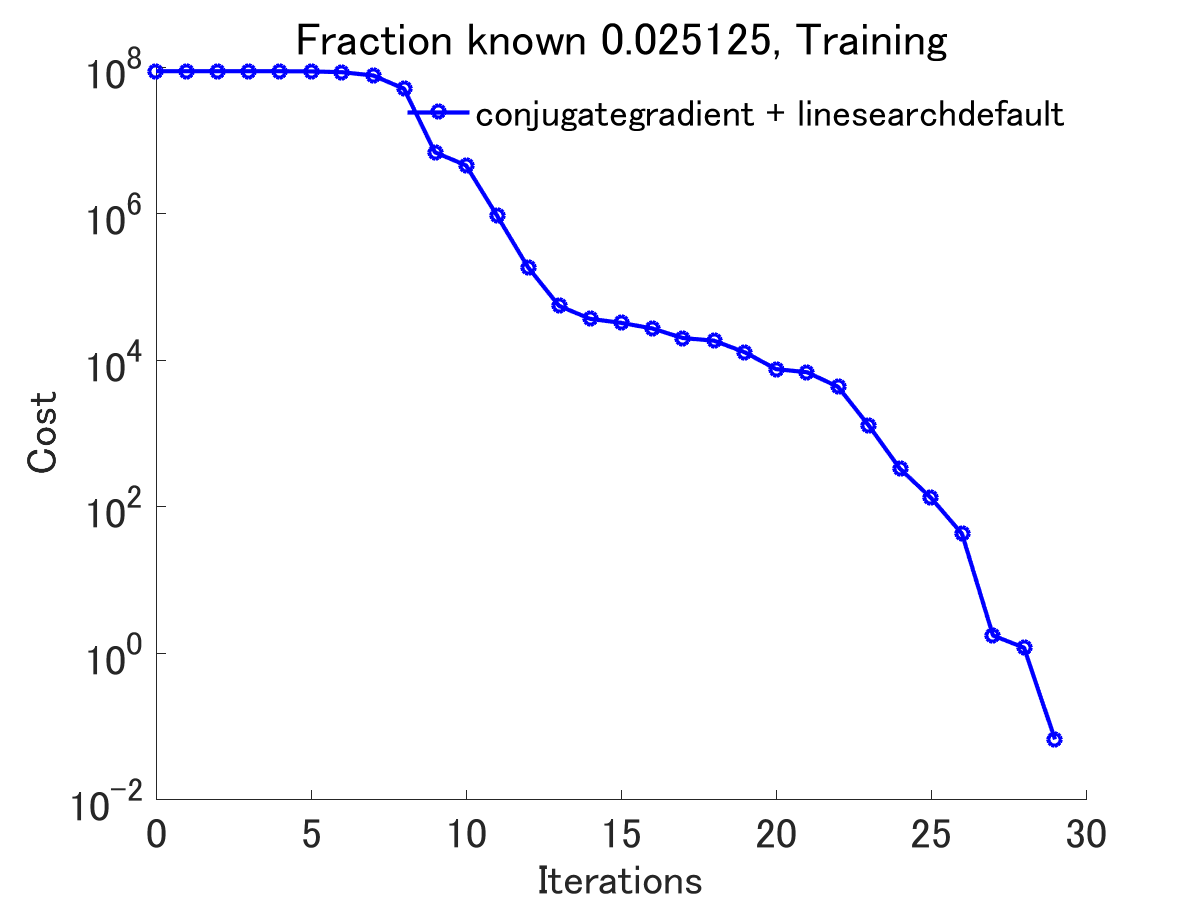 Fraction known 0.025125, Training
conjugategradient + linesearchdefault
10^8
10^6
10^4
10^2
10^0
10^-2
Cost
0 5 10 15 20 25 30
Iterations